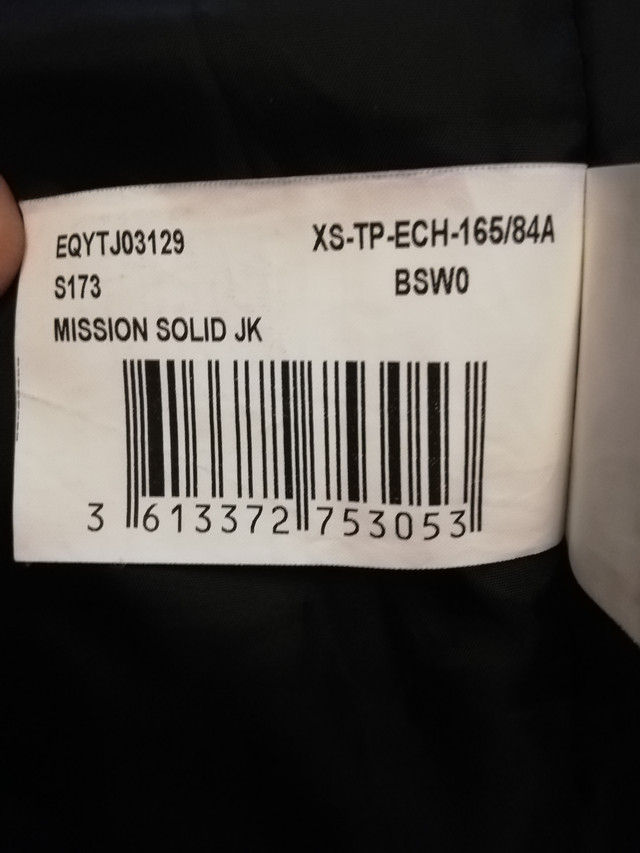 EQYTJ03129 XS-TP-ECH-165/84A
S173 BSW0
MISSION SOLID JK
3 613372 753053